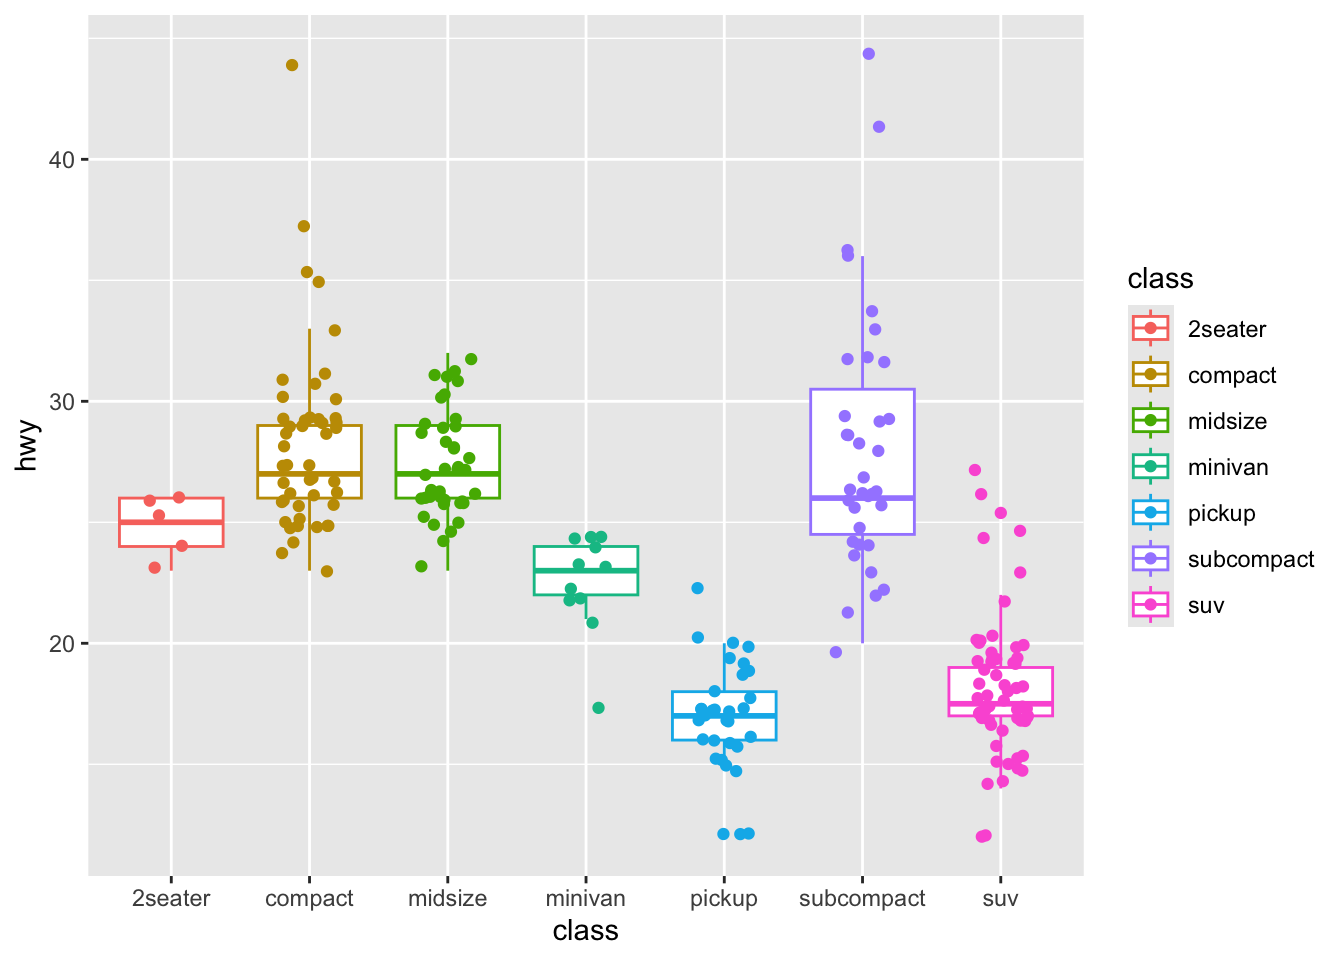 hwy
40
30
20
2seater compact midsize minivan pickup subcompact suv
class
class
2seater
compact
midsize
minivan
pickup
subcompact
suv